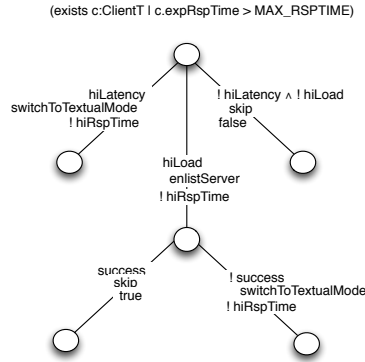 (exists c:ClientT | c.expRspTime > MAX_RSPTIME)
hiLatency
switchToTextualMode
! hiRspTime
! hiLatency ∧ ! hiLoad
skip
false
hiLoad
enlistServer
! hiRspTime
success
skip
true
! success
switchToTextualMode
! hiRspTime